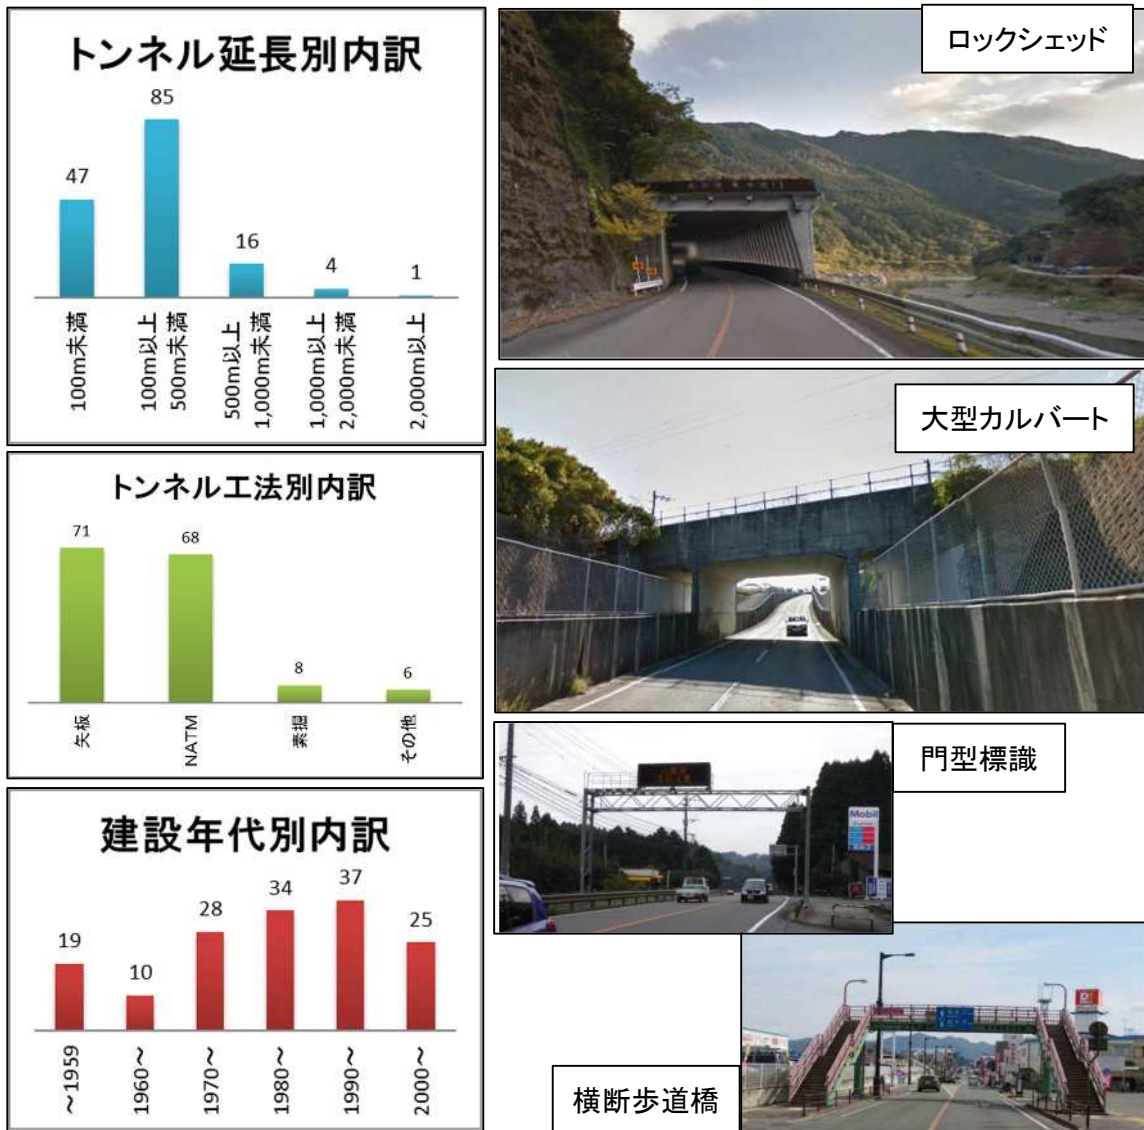 トンネル延長別内訳
47
85
16
4
1
100m未満
100m以上
500m未満
500m以上
1,000m未満
1,000m以上
2,000m未満
2,000m以上
トンネル工法別内訳
71
68
8
6
矢板
NATM
素掘
その他
建設年代別内訳
19
10
28
34
37
25
～1959
1960～
1970～
1980～
1990～
2000～
ロックシェッド
大型カルバート
門型標識
Mobil
横断歩道橋